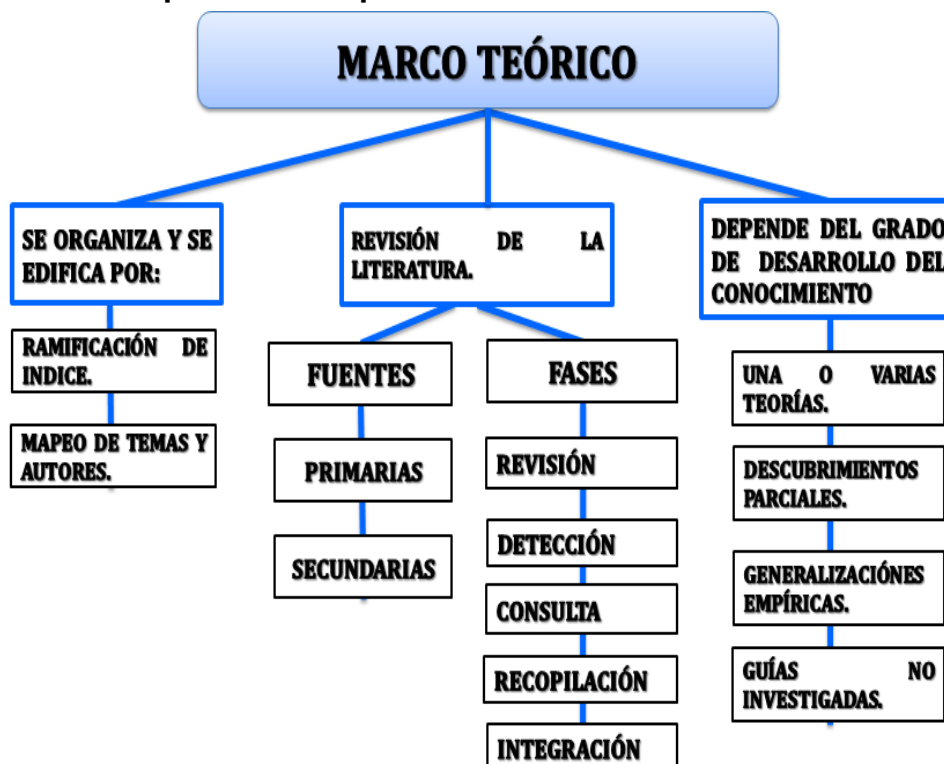 MARCO TEÓRICO
SE ORGANIZA Y SE
EDIFICA POR:
RAMIFICACIÓN DE
INDICE.
MAPEO DE TEMAS Y
AUTORES.
REVISIÓN DE LA
LITERATURA.
FUENTES
PRIMARIAS
SECUNDARIAS
FASES
REVISIÓN
DETECCIÓN
CONSULTA
RECOPILACIÓN
INTEGRACIÓN
DEPENDE DEL GRADO
DE DESARROLLO DEL
CONOCIMIENTO
UNA O VARIAS
TEORÍAS.
DESCUBRIMIENTOS
PARCIALES.
GENERALIZACIÓNES
EMPÍRICAS.
GUÍAS NO
INVESTIGADAS.